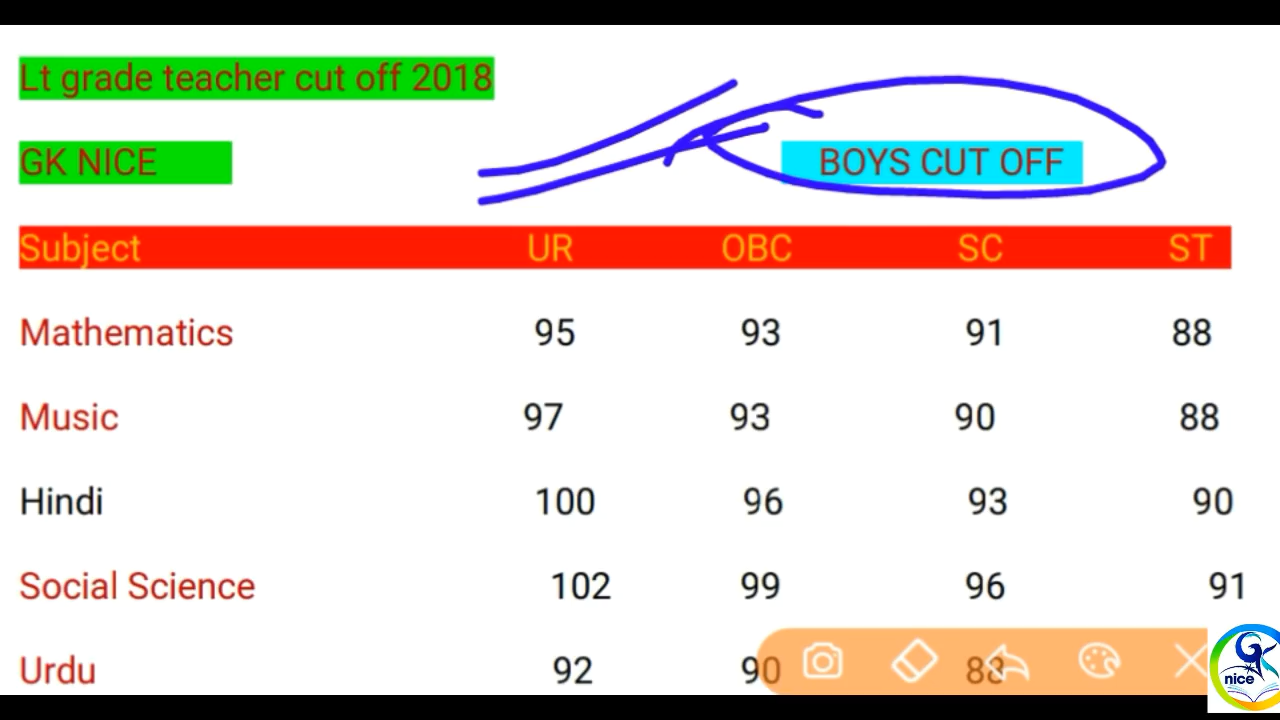 Lt grade teacher cut off 2018
GK NICE BOYS CUT OFF
Subject UR OBC SC ST
Mathematics 95 93 91 88
Music 97 93 90 88
Hindi 100 96 93 90
Social Science 102 99 96 91
Urdu 92 90 88
GK
nice